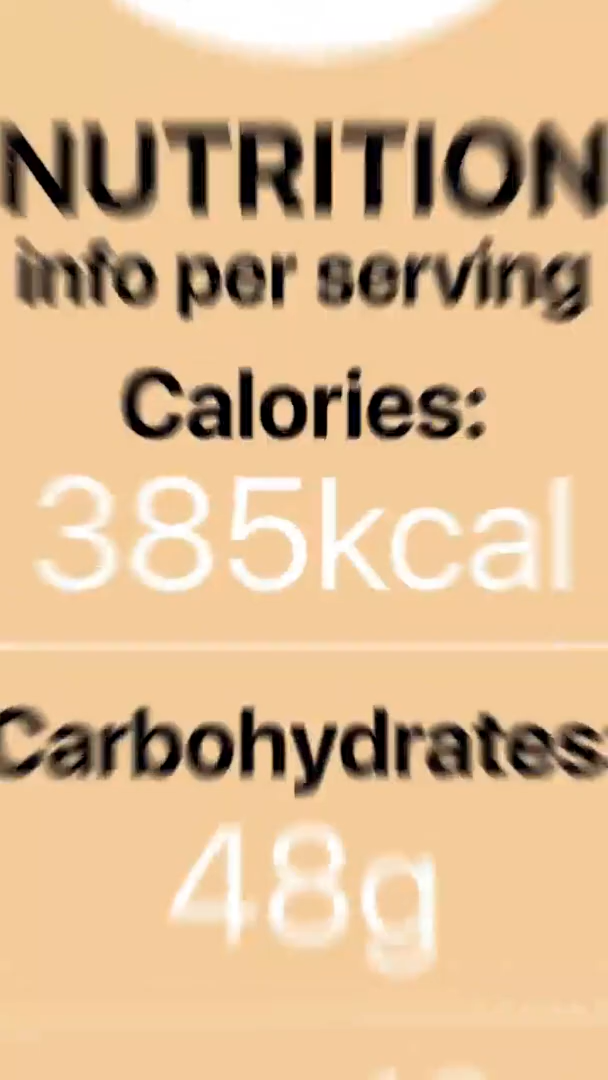 NUTRITION
info per serving
Calories:
385kcal
Carbohydrates:
48g